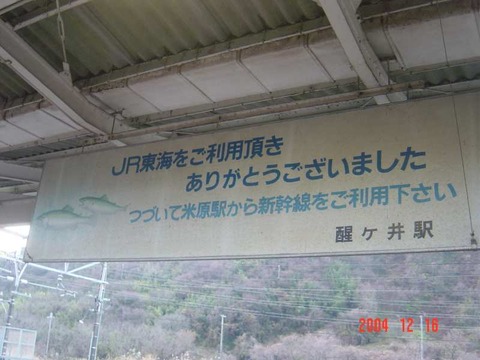 JR東海をご利用頂き
ありがとうございました
つづいて米原駅から新幹線をご利用下さい
醒ヶ井駅
2004 12 16